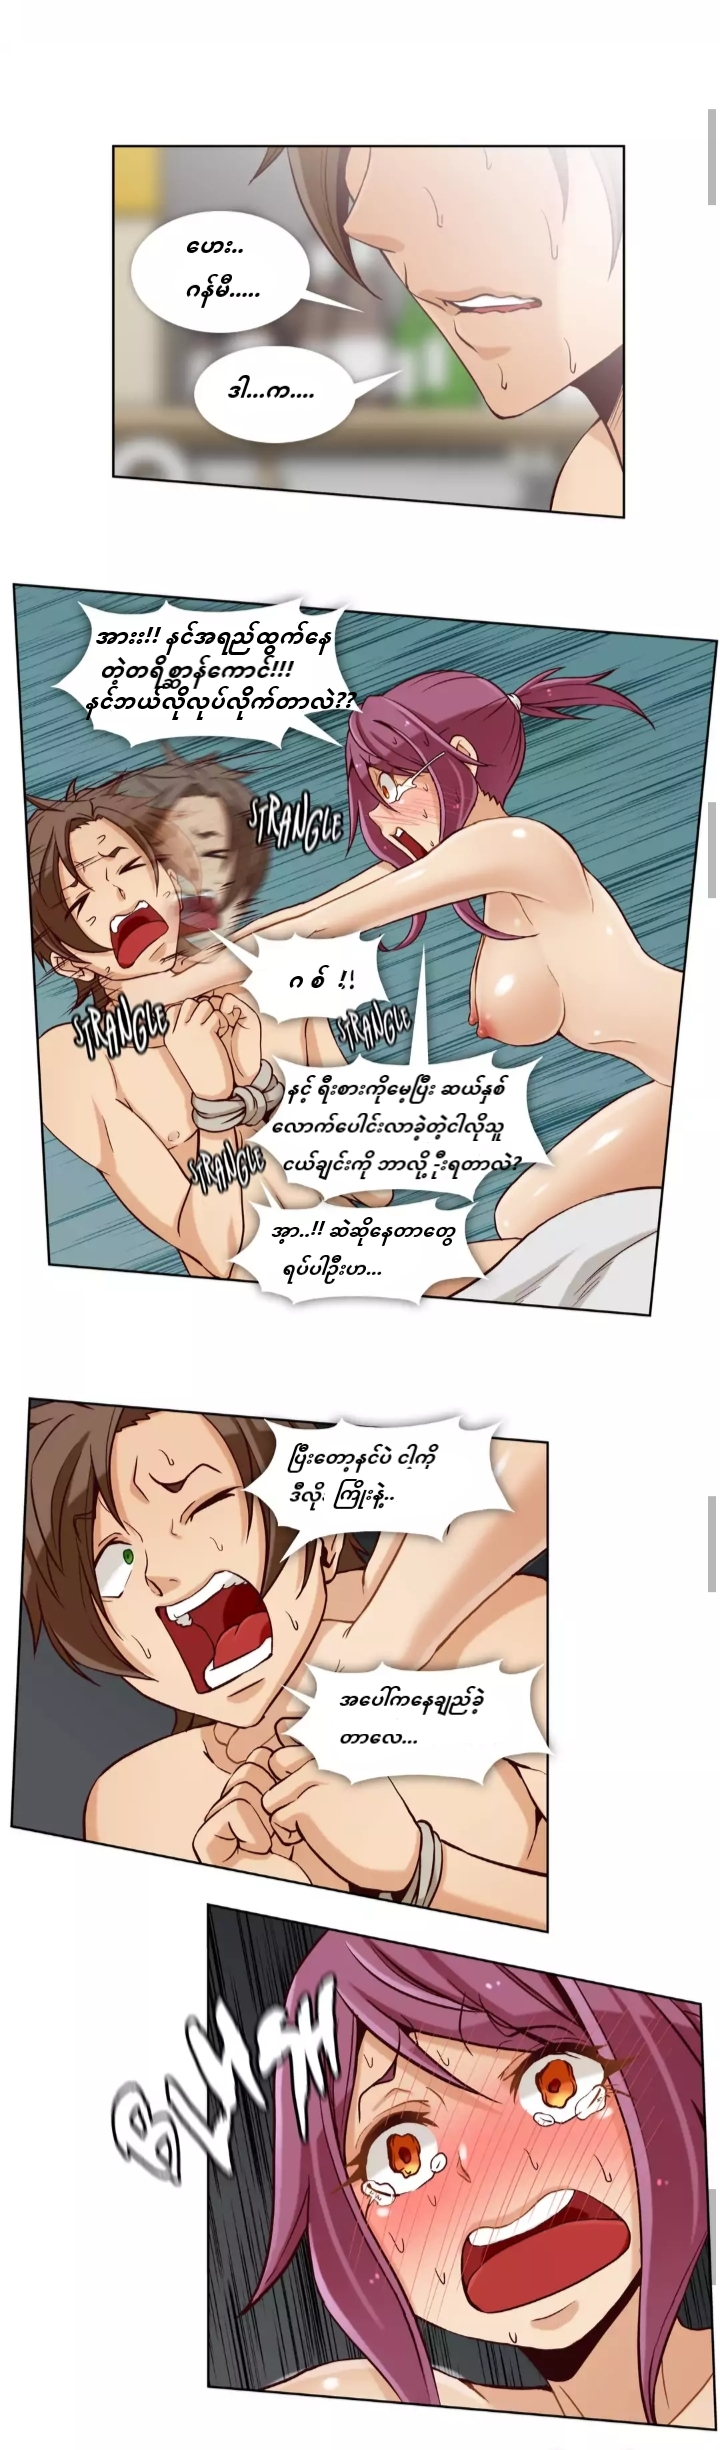 ဟေး..
ဂန်မီ.....
ဒါ...က....
အားး!! နင်အရည်ထွက်နေ
တဲ့တရိစ္ဆာန်ကောင်!!!
နင်ဘယ်လိုလုပ်လိုက်တာလဲ??
STRANGLE
ဂစ် !!
STRANGLE
STRANGLE
နင့် ရီးစားကိုမေ့ပြီး ဆယ်နှစ်
လောက်ပေါင်းလာခဲ့တဲ့ငါလိုသူ
ငယ်ချင်းကို ဘာလို့ -ိုးရတာလဲ?
STRANGLE
အာ့..!! ဆဲဆိုနေတာတွေ
ရပ်ပါဦးဟ...
ပြီးတော့နင်ပဲ ငါ့ကို
ဒီလို ကြိုးနဲ့..
အပေါ်ကနေချည်ခဲ့
တာလေ...
BLUSH